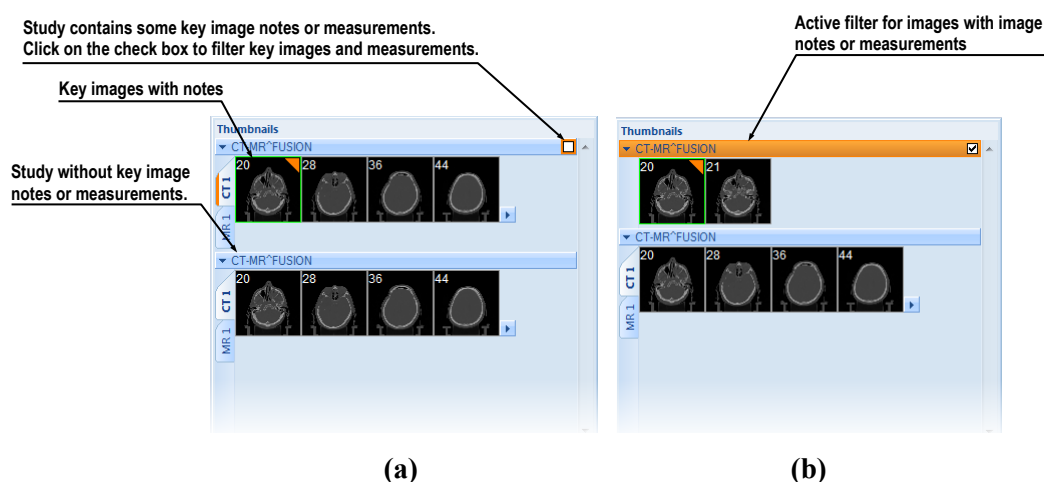 Study contains some key image notes or measurements.
Click on the check box to filter key images and measurements.
Active filter for images with image
notes or measurements
Key images with notes
Study without key image
notes or measurements.
Thumbnails
CT-MR^FUSION
CT 1
MR 1
20
28
36
44
CT-MR^FUSION
CT 1
MR 1
20
28
36
44
(a)
Thumbnails
CT-MR^FUSION
20
21
CT-MR^FUSION
CT 1
MR 1
20
28
36
44
(b)